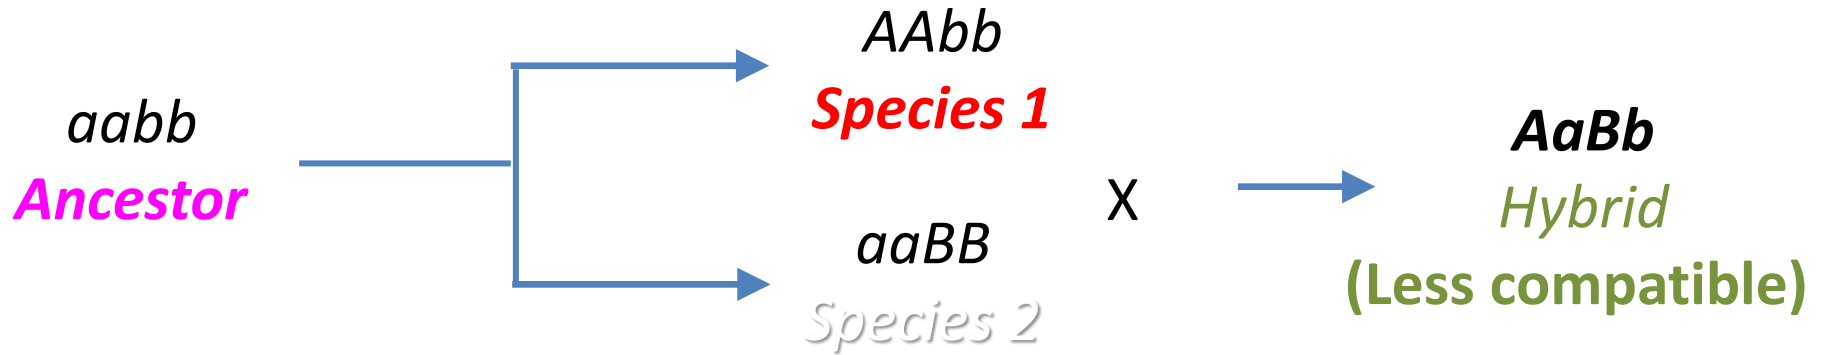 aabb
Ancestor
AAbb
Species 1
X
aaBB
Species 2
AaBb
Hybrid
(Less compatible)